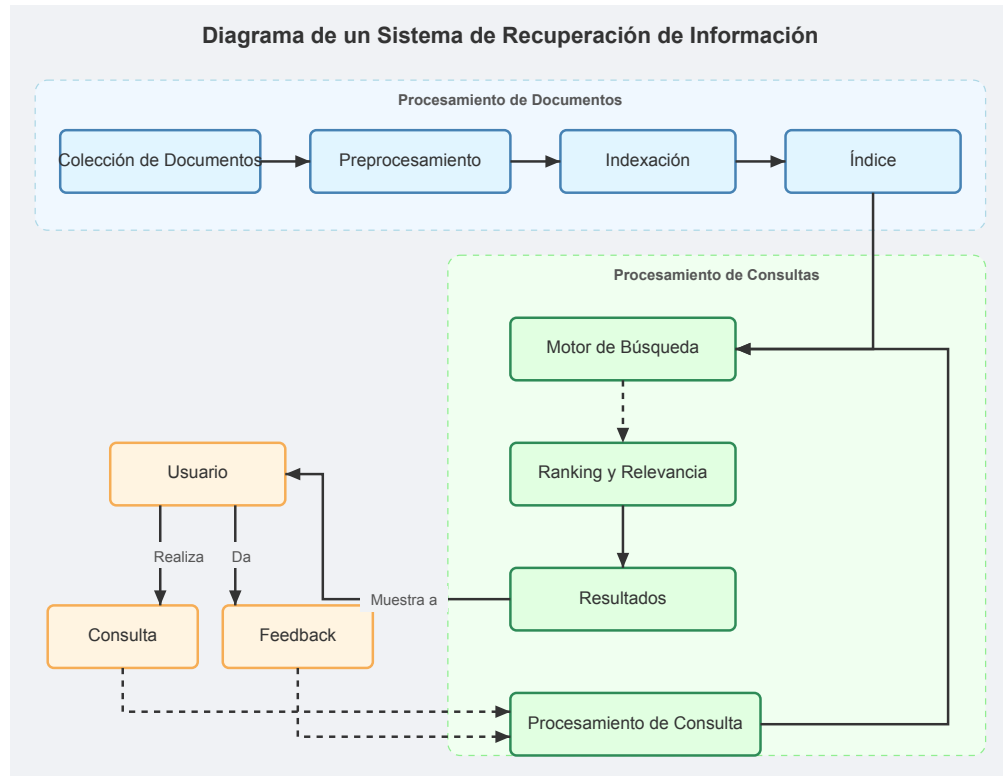 Diagrama de un Sistema de Recuperación de Información
Procesamiento de Documentos
Colección de Documentos
Preprocesamiento
Indexación
Índice
Procesamiento de Consultas
Motor de Búsqueda
Usuario
Ranking y Relevancia
Realiza
Da
Muestra a
Resultados
Consulta
Feedback
Procesamiento de Consulta